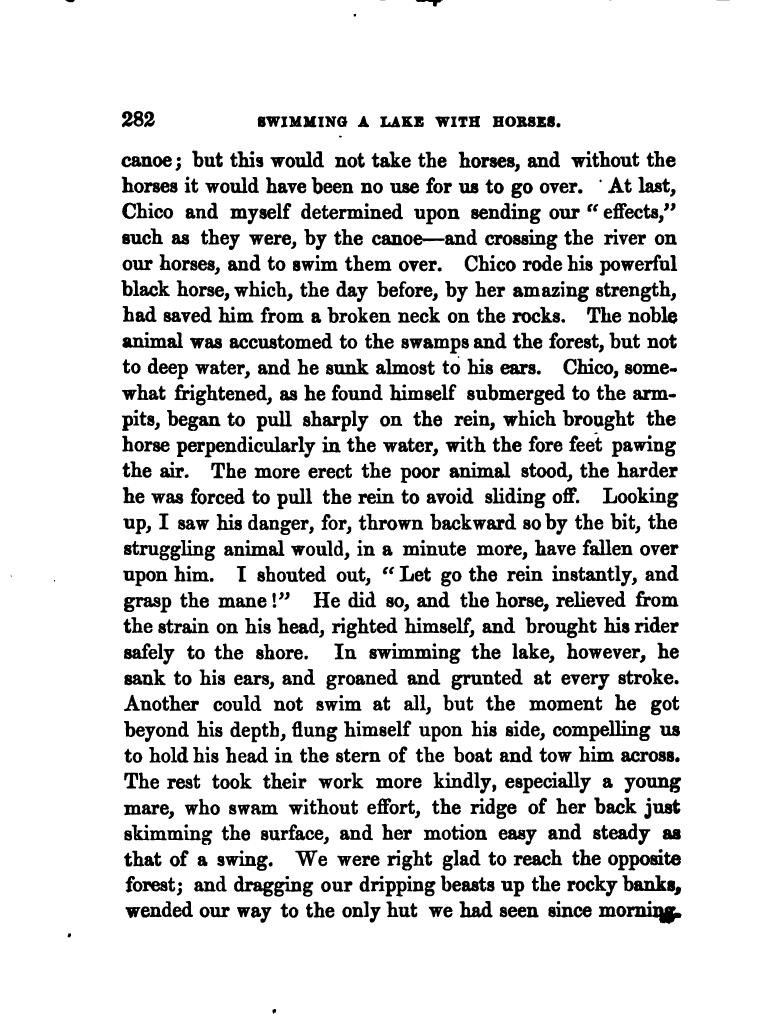 282 SWIMMING A LAKE WITH HORSES.
canoe; but this would not take the horses, and without the
horses it would have been no use for us to go over. At last,
Chico and myself determined upon sending our “ effects,”
such as they were, by the canoe—and crossing the river on
our horses, and to swim them over. Chico rode his powerful
black horse, which, the day before, by her amazing strength,
had saved him from a broken neck on the rocks. The noble
animal was accustomed to the swamps and the forest, but not
to deep water, and he sunk almost to his ears. Chico, some-
what frightened, as he found himself submerged to the arm-
pits, began to pull sharply on the rein, which brought the
horse perpendicularly in the water, with the fore feet pawing
the air. The more erect the poor animal stood, the harder
he was forced to pull the rein to avoid sliding off. Looking
up, I saw his danger, for, thrown backward so by the bit, the
struggling animal would, in a minute more, have fallen over
upon him. I shouted out, “ Let go the rein instantly, and
grasp the mane !” He did so, and the horse, relieved from
the strain on his head, righted himself, and brought his rider
safely to the shore. In swimming the lake, however, he
sank to his ears, and groaned and grunted at every stroke.
Another could not swim at all, but the moment he got
beyond his depth, flung himself upon his side, compelling us
to hold his head in the stern of the boat and tow him across.
The rest took their work more kindly, especially a young
mare, who swam without effort, the ridge of her back just
skimming the surface, and her motion easy and steady as
that of a swing. We were right glad to reach the opposite
forest; and dragging our dripping beasts up the rocky banks,
wended our way to the only hut we had seen since morning.